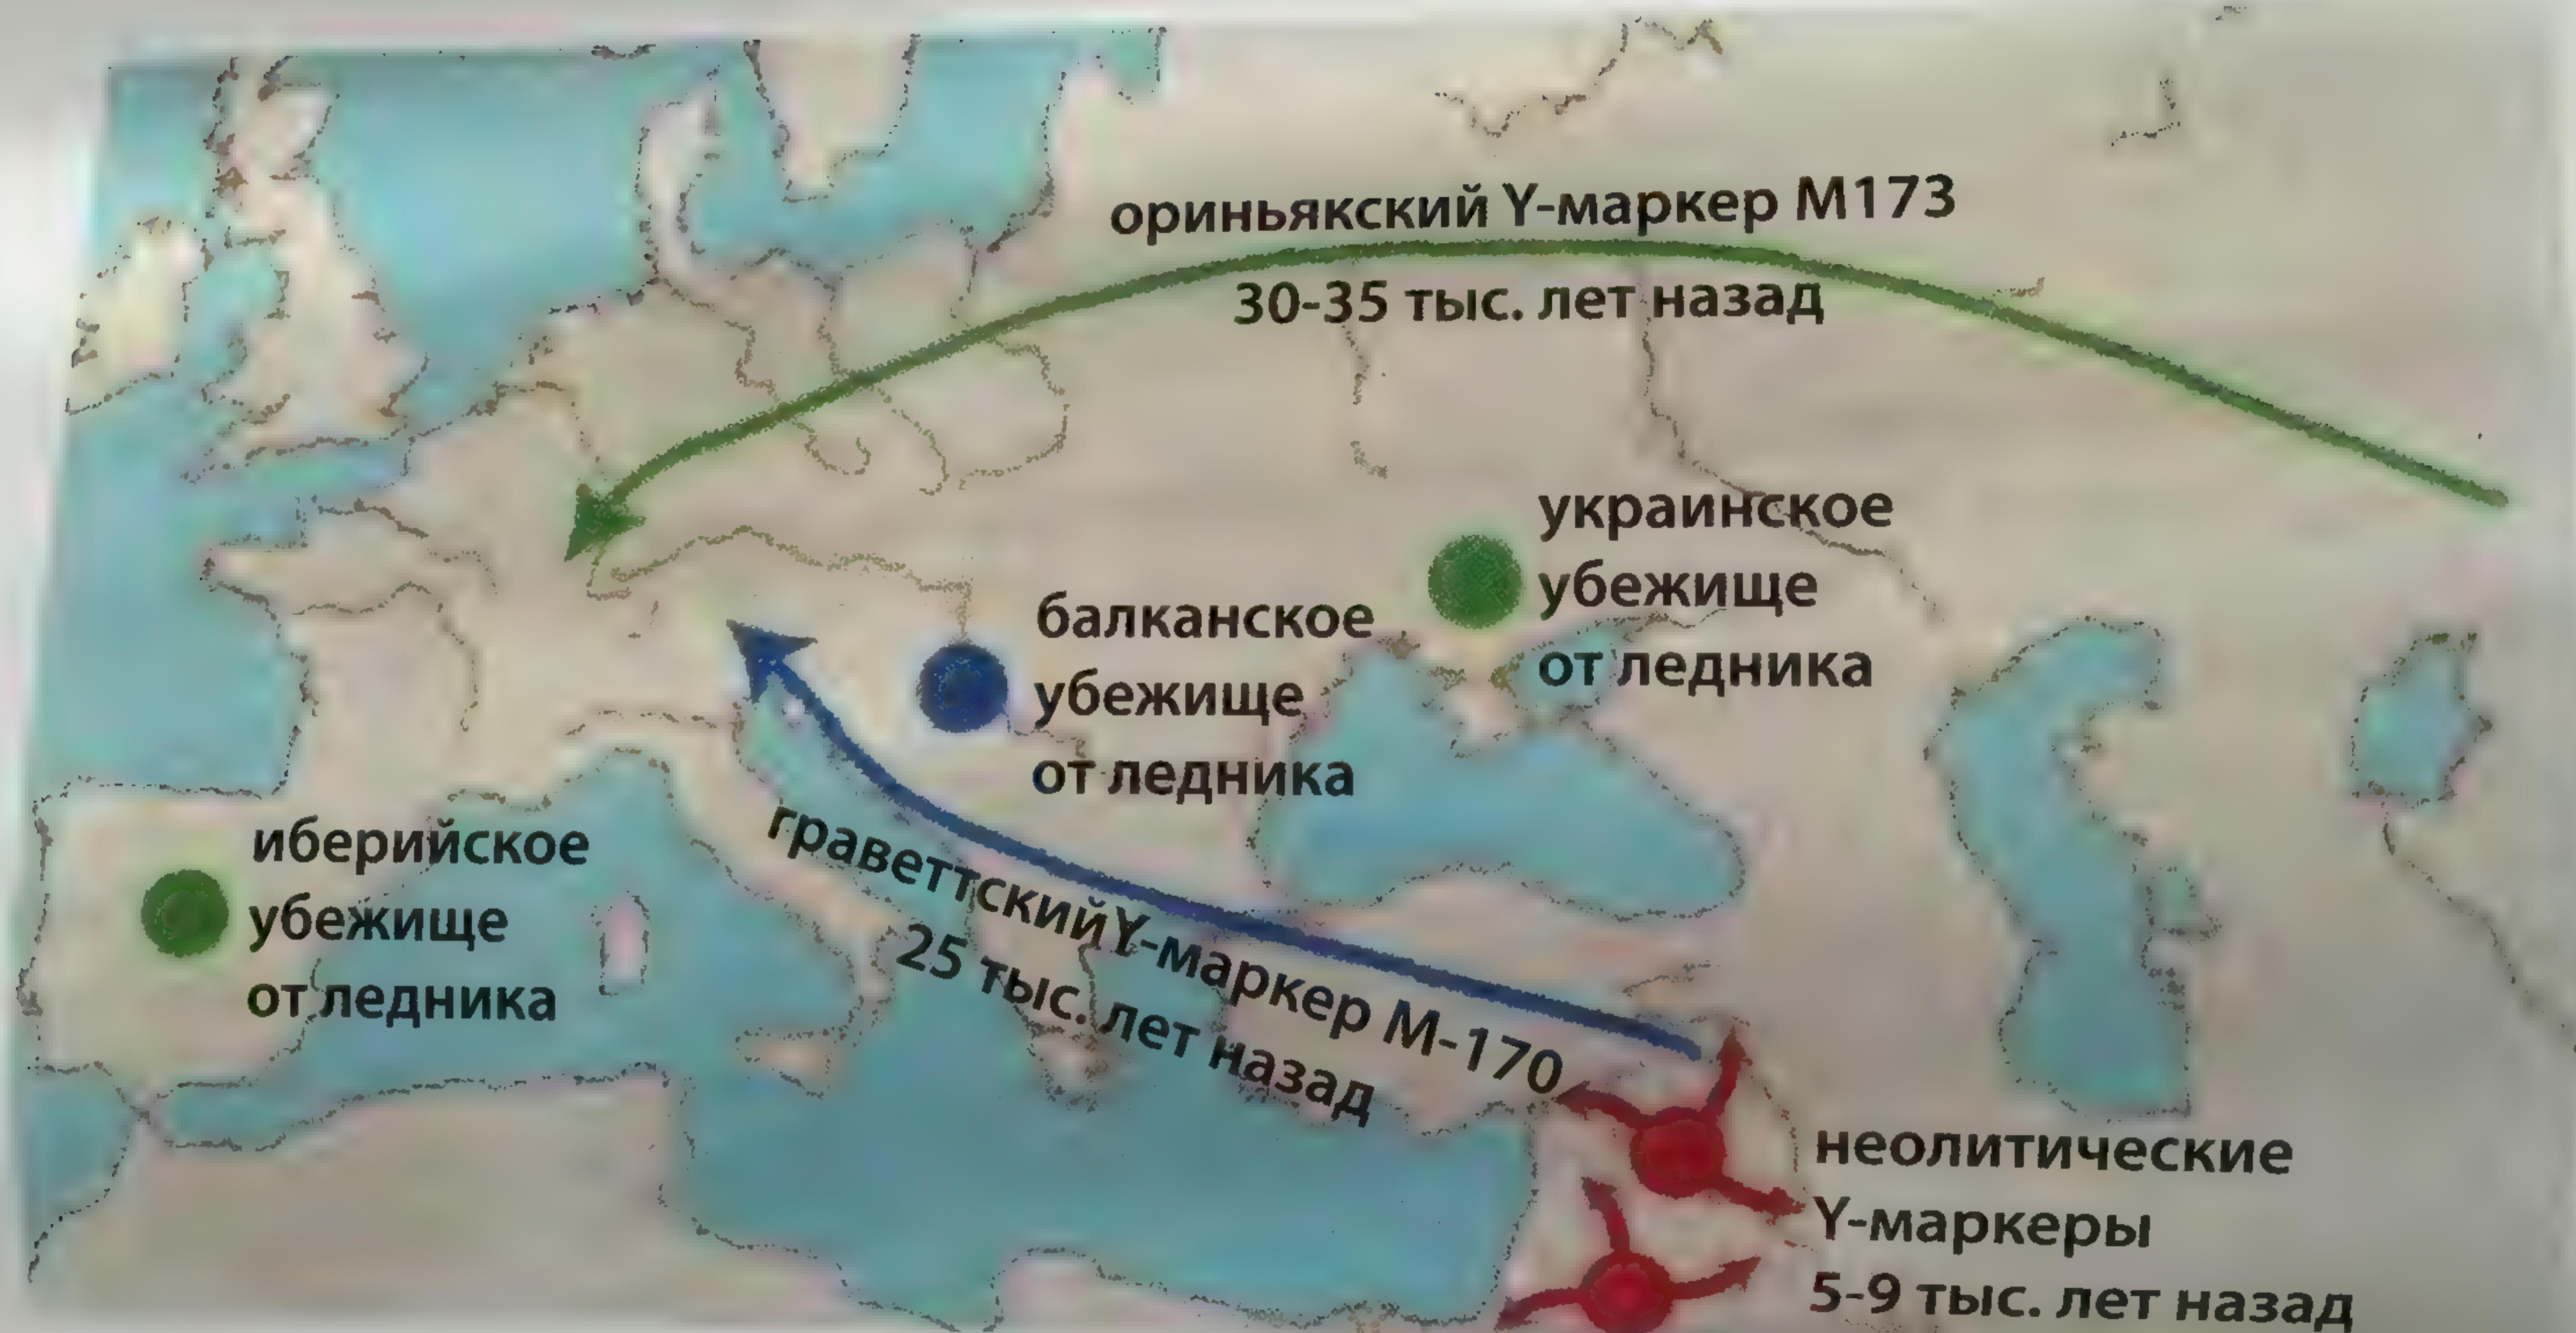 ориньякский Y-маркер М173
30-35 тыс. лет назад
украинское
убежище
от ледника
балканское
убежище
от ледника
иберийское
убежище
от ледника
граветтский Y-маркер М-170
25 тыс. лет назад
неолитические
Y-маркеры
5-9 тыс. лет назад